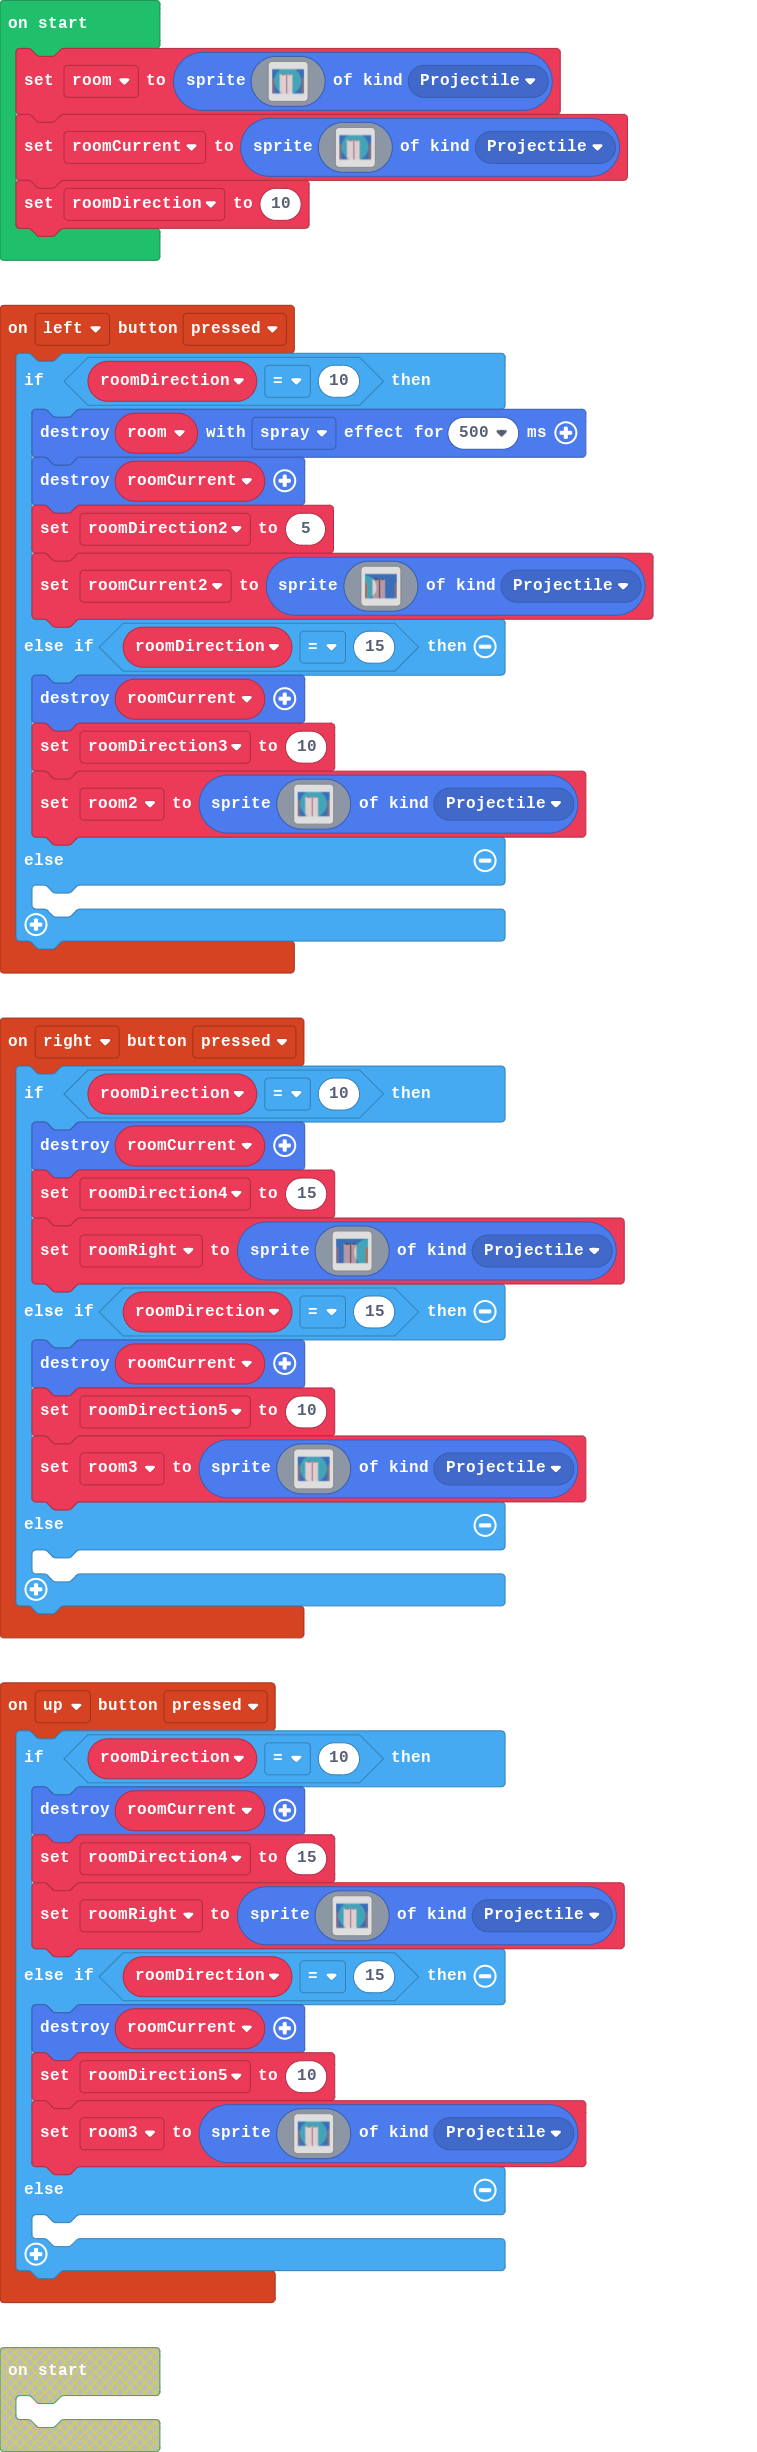 on start
set room to sprite of kind Projectile
set roomCurrent to sprite of kind Projectile
set roomDirection to 10
on left button pressed
if roomDirection = 10 then
destroy room with spray effect for 500 ms
destroy roomCurrent
set roomDirection2 to 5
set roomCurrent2 to sprite of kind Projectile
else if roomDirection = 15 then
destroy roomCurrent
set roomDirection3 to 10
set room2 to sprite of kind Projectile
else
on right button pressed
if roomDirection = 10 then
destroy roomCurrent
set roomDirection4 to 15
set roomRight to sprite of kind Projectile
else if roomDirection = 15 then
destroy roomCurrent
set roomDirection5 to 10
set room3 to sprite of kind Projectile
else
on up button pressed
if roomDirection = 10 then
destroy roomCurrent
set roomDirection4 to 15
set roomRight to sprite of kind Projectile
else if roomDirection = 15 then
destroy roomCurrent
set roomDirection5 to 10
set room3 to sprite of kind Projectile
else
on start